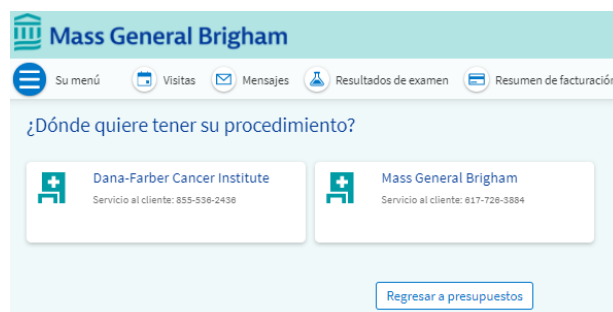 Mass General Brigham
Su menú Visitas Mensajes Resultados de examen Resumen de facturación
¿Dónde quiere tener su procedimiento?
Dana-Farber Cancer Institute Mass General Brigham
Servicio al cliente: 855-536-2436 Servicio al cliente: 617-726-3884
Regresar a presupuestos